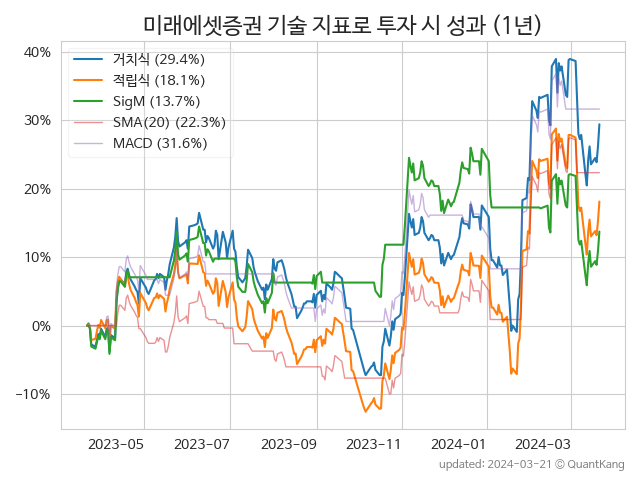 미래에셋증권 기술 지표로 투자 시 성과 (1년)
40%
30%
20%
10%
0%
−10%
거치식 (29.4%)
적립식 (18.1%)
SigM (13.7%)
SMA(20) (22.3%)
MACD (31.6%)
2023-05
2023-07
2023-09
2023-11
2024-01
2024-03
updated: 2024-03-21 © QuantKang